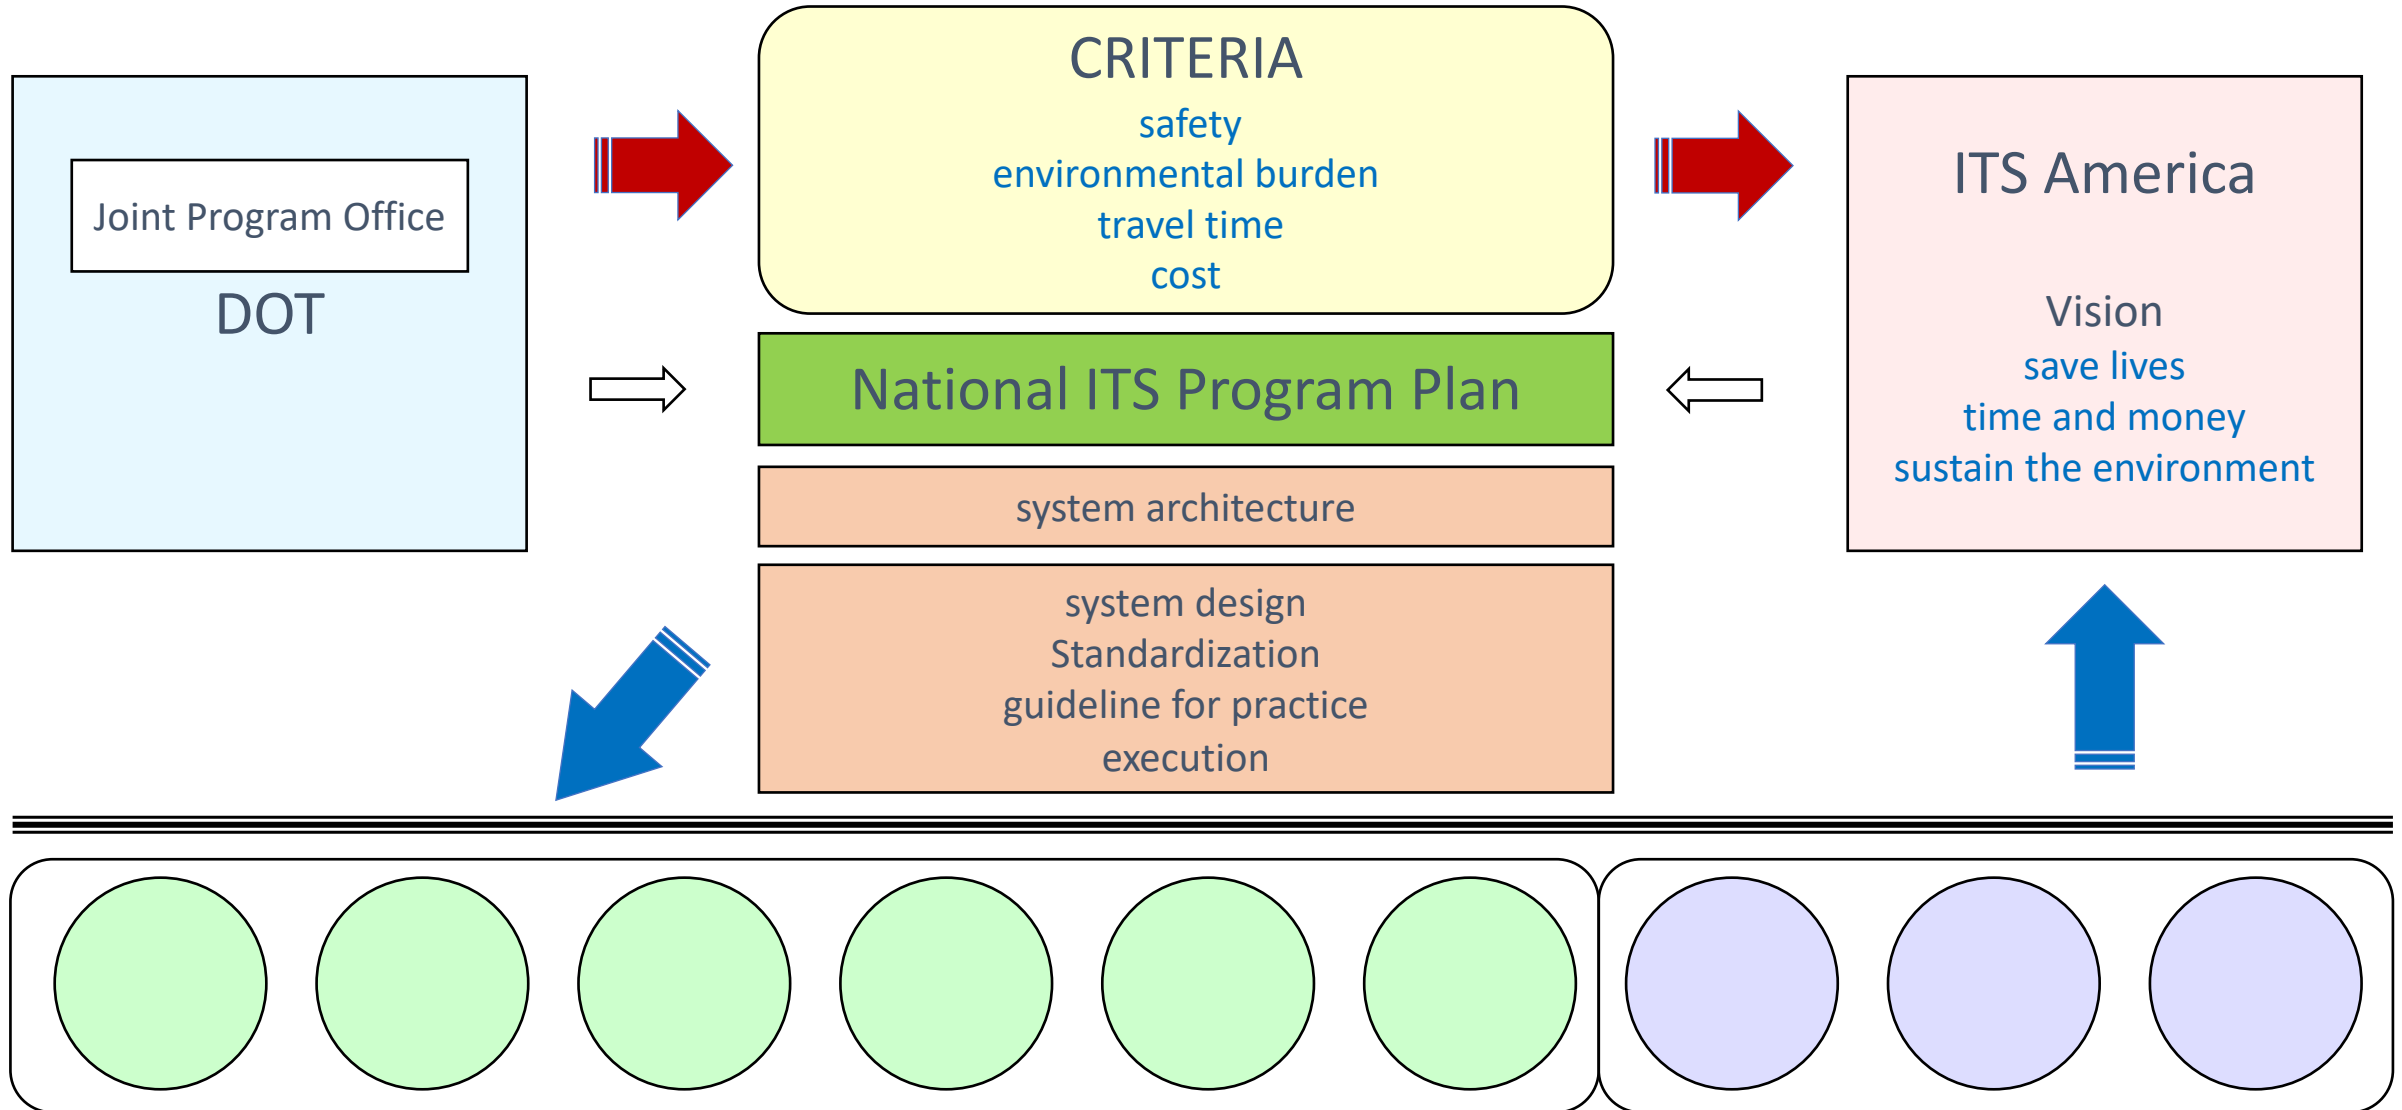 Joint Program Office
DOT
CRITERIA
safety
environmental burden
travel time
cost
National ITS Program Plan
system architecture
system design
Standardization
guideline for practice
execution
ITS America
Vision
save lives
time and money
sustain the environment